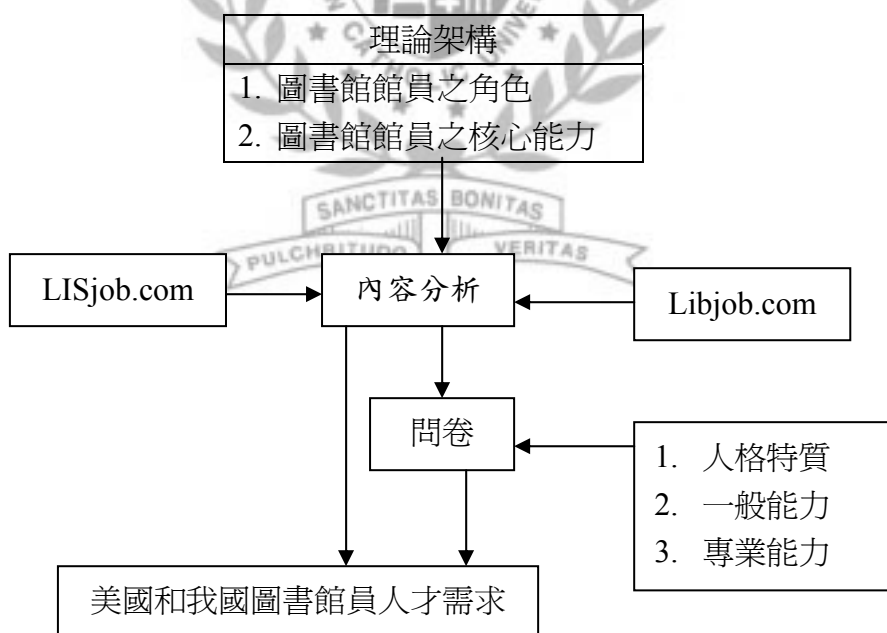 理論架構
1. 圖書館館員之角色
2. 圖書館館員之核心能力
SANCTITAS BONITAS
PULCHRITUDO VERITAS
LISjob.com
內容分析
Libjob.com
問卷
1. 人格特質
2. 一般能力
3. 專業能力
美國和我國圖書館員人才需求